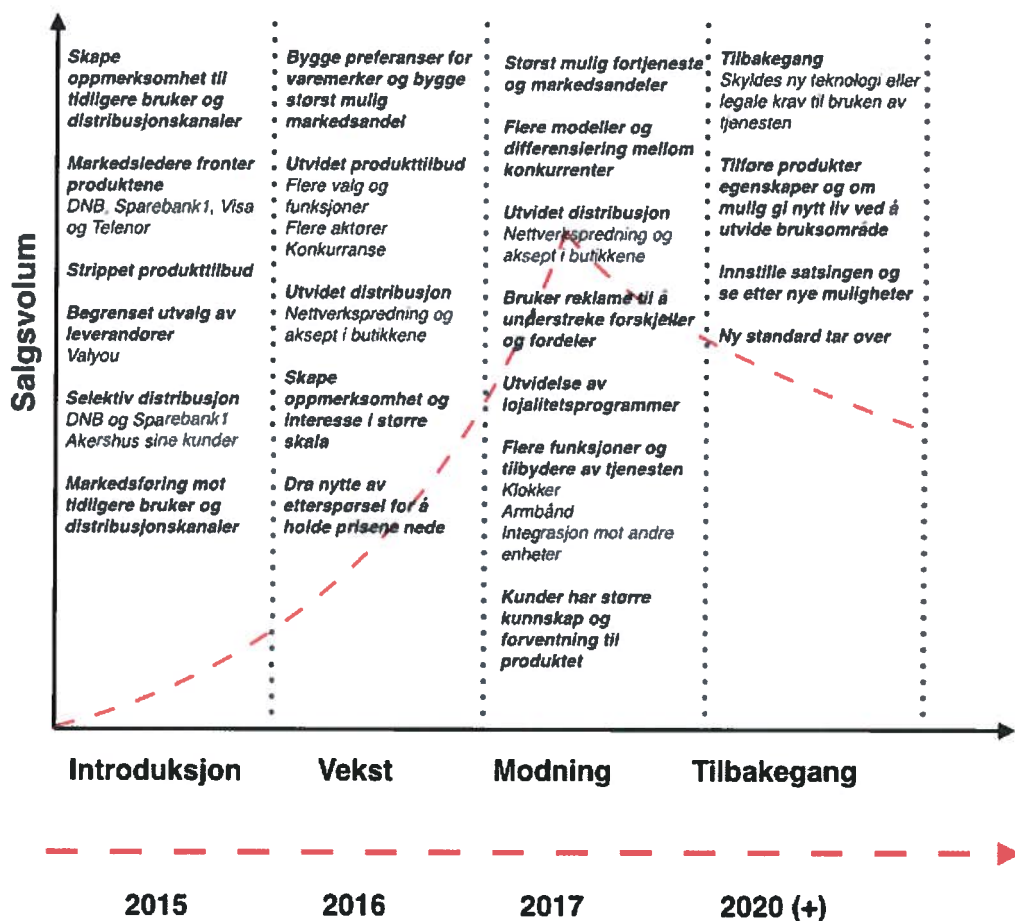 Salgsvolum
Skape
oppmerksomhet til
tidligere bruker og
distribusjonskanaler
Markedsledere fronter
produktene
DNB, Sparebank1, Visa
og Telenor
Strippet produkttilbud
Begrenset utvalg av
leverandører
Valyou
Selektiv distribusjon
DNB og Sparebank1
Akershus sine kunder
Markedsføring mot
tidligere bruker og
distribusjonskanaler
Bygge preferanser for
varemerker og bygge
størst mulig
markedsandel
Utvidet produkttilbud
Flere valg og
funksjoner
Flere aktører
Konkurranse
Utvidet distribusjon
Nettverkspredning og
aksept i butikkene
Skape
oppmerksomhet og
interesse i større
skala
Dra nytte av
etterspørsel for å
holde prisene nede
Størst mulig fortjeneste
og markedsandeler
Flere modeller og
differensiering mellom
konkurrenter
Utvidet distribusjon
Nettverkspredning og
aksept i butikkene
Bruker reklame til å
understreke forskjeller
og fordeler
Utvidelse av
lojalitetsprogrammer
Flere funksjoner og
tilbydere av tjenesten
Klokker
Armbånd
Integrasjon mot andre
enheter
Kunder har større
kunnskap og
forventning til
produktet
Tilbakegang
Skyldes ny teknologi eller
legale krav til bruken av
tjenesten
Tilføre produkter
egenskaper og om
mulig gi nytt liv ved å
utvide bruksområde
Innstille satsingen og
se etter nye muligheter
Ny standard tar over
Introduksjon
Vekst
Modning
Tilbakegang
2015
2016
2017
2020 (+)